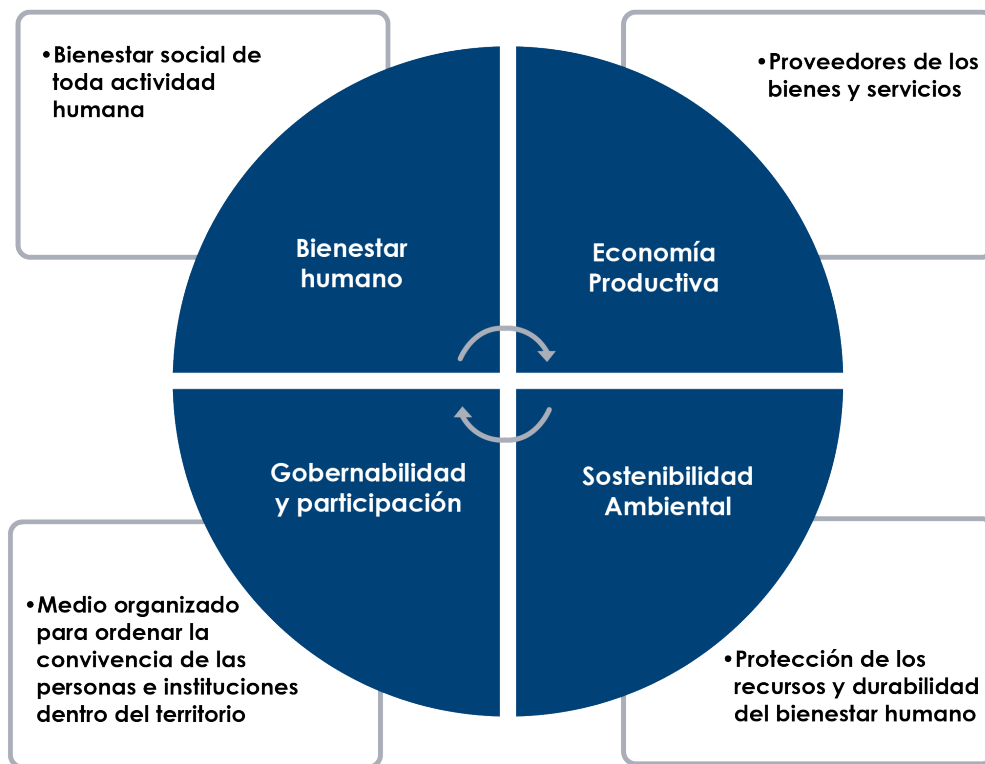 •Bienestar social de
toda actividad
humana
•Proveedores de los
bienes y servicios
Bienestar
humano
Economía
Productiva
Gobernabilidad
y participación
Sostenibilidad
Ambiental
•Medio organizado
para ordenar la
convivencia de las
personas e instituciones
dentro del territorio
•Protección de los
recursos y durabilidad
del bienestar humano